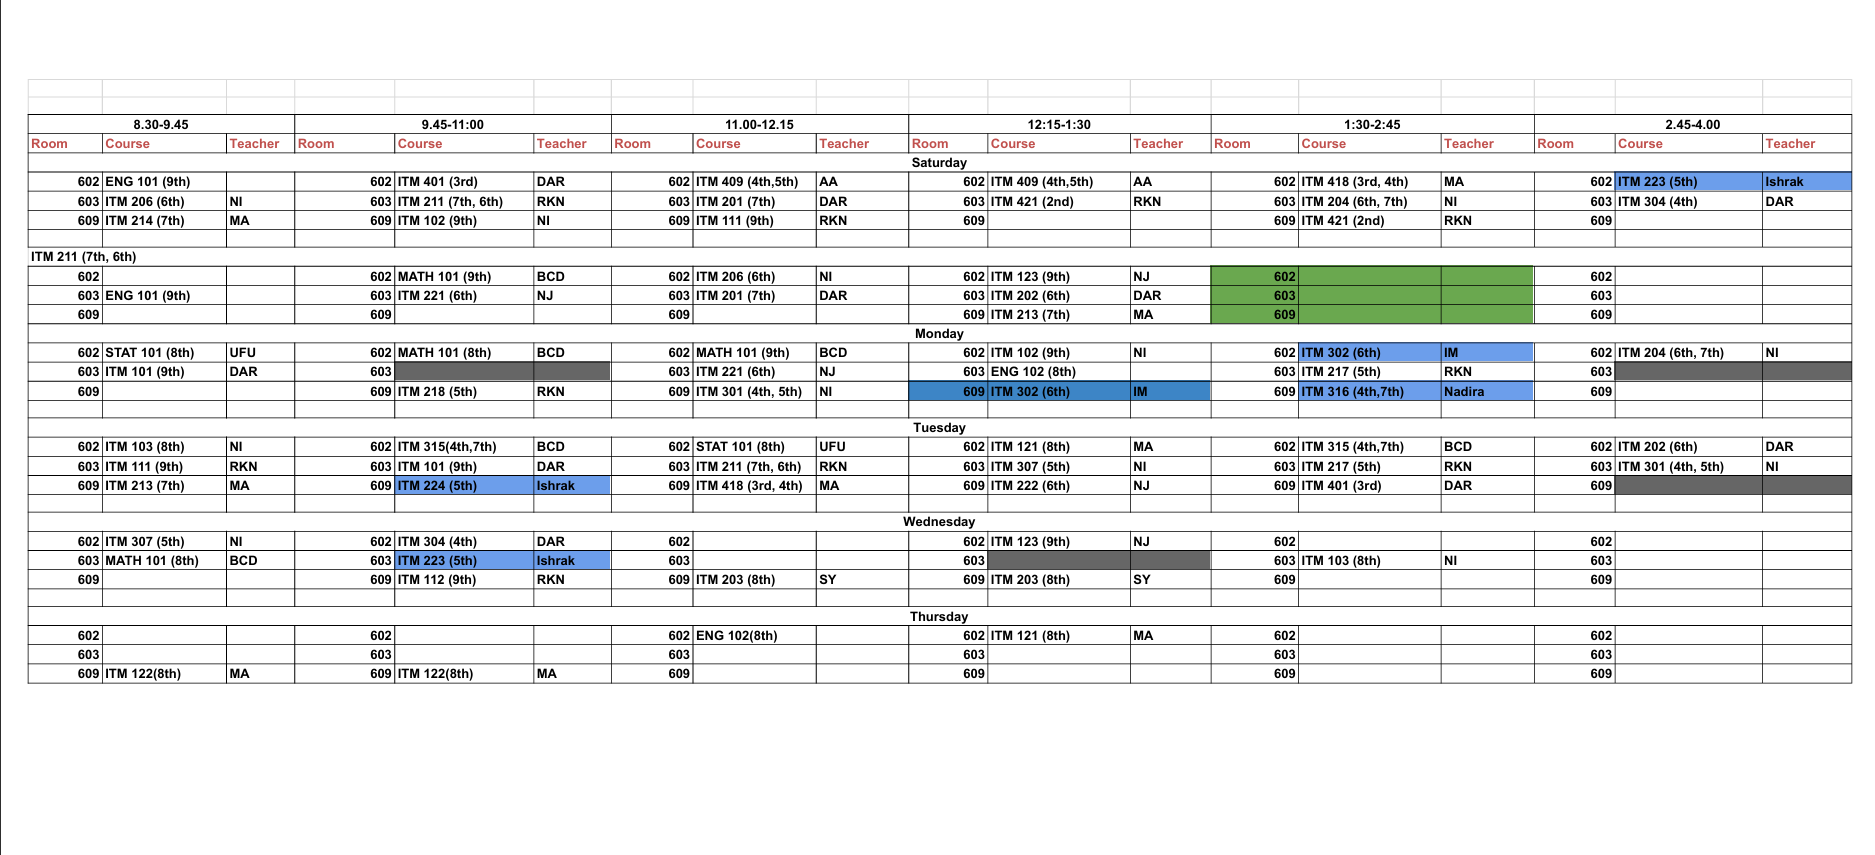 8.30-9.45 9.45-11:00 11.00-12.15 12:15-1:30 1:30-2:45 2.45-4.00
Room Course Teacher Room Course Teacher Room Course Teacher Room Course Teacher Room Course Teacher Room Course Teacher
Saturday
602 ENG 101 (9th) 602 ITM 401 (3rd) DAR 602 ITM 409 (4th,5th) AA 602 ITM 409 (4th,5th) AA 602 ITM 418 (3rd, 4th) MA 602 ITM 223 (5th) Ishrak
603 ITM 206 (6th) NI 603 ITM 211 (7th, 6th) RKN 603 ITM 201 (7th) DAR 603 ITM 421 (2nd) RKN 603 ITM 204 (6th, 7th) NI 603 ITM 304 (4th) DAR
609 ITM 214 (7th) MA 609 ITM 102 (9th) NI 609 ITM 111 (9th) RKN 609 609 ITM 421 (2nd) RKN 609
ITM 211 (7th, 6th)
602 602 MATH 101 (9th) BCD 602 ITM 206 (6th) NI 602 ITM 123 (9th) NJ 602 602
603 ENG 101 (9th) 603 ITM 221 (6th) NJ 603 ITM 201 (7th) DAR 603 ITM 202 (6th) DAR 603 603
609 609 609 609 ITM 213 (7th) MA 609 609
Monday
602 STAT 101 (8th) UFU 602 MATH 101 (8th) BCD 602 MATH 101 (9th) BCD 602 ITM 102 (9th) NI 602 ITM 302 (6th) IM 602 ITM 204 (6th, 7th) NI
603 ITM 101 (9th) DAR 603 603 ITM 221 (6th) NJ 603 ENG 102 (8th) 603 ITM 217 (5th) RKN 603
609 609 ITM 218 (5th) RKN 609 ITM 301 (4th, 5th) NI 609 ITM 302 (6th) IM 609 ITM 316 (4th,7th) Nadira 609
Tuesday
602 ITM 103 (8th) NI 602 ITM 315(4th,7th) BCD 602 STAT 101 (8th) UFU 602 ITM 121 (8th) MA 602 ITM 315 (4th,7th) BCD 602 ITM 202 (6th) DAR
603 ITM 111 (9th) RKN 603 ITM 101 (9th) DAR 603 ITM 211 (7th, 6th) RKN 603 ITM 307 (5th) NI 603 ITM 217 (5th) RKN 603 ITM 301 (4th, 5th) NI
609 ITM 213 (7th) MA 609 ITM 224 (5th) Ishrak 609 ITM 418 (3rd, 4th) MA 609 ITM 222 (6th) NJ 609 ITM 401 (3rd) DAR 609
Wednesday
602 ITM 307 (5th) NI 602 ITM 304 (4th) DAR 602 602 ITM 123 (9th) NJ 602 602
603 MATH 101 (8th) BCD 603 ITM 223 (5th) Ishrak 603 603 603 ITM 103 (8th) NI 603
609 609 ITM 112 (9th) RKN 609 ITM 203 (8th) SY 609 ITM 203 (8th) SY 609 609
Thursday
602 602 602 ENG 102(8th) 602 ITM 121 (8th) MA 602 602
603 603 603 603 603 603
609 ITM 122(8th) MA 609 ITM 122(8th) MA 609 609 609 609